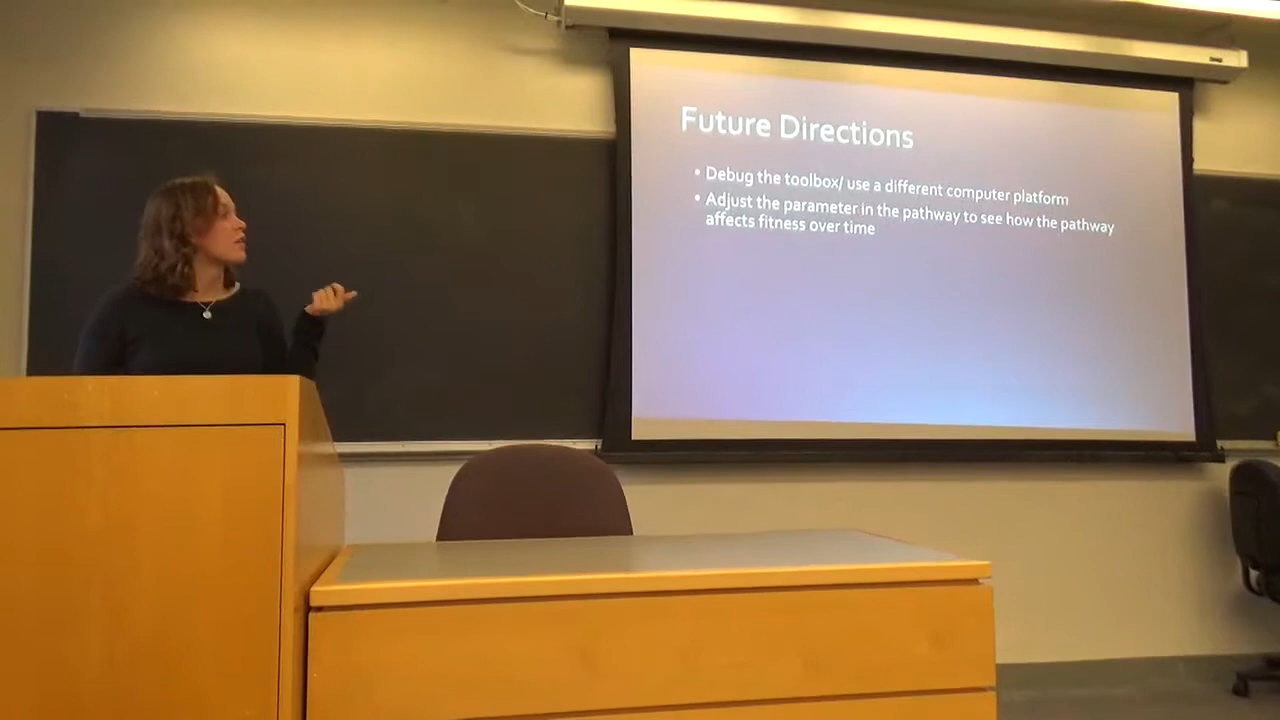 Future Directions
• Debug the toolbox/ use a different computer platform
• Adjust the parameter in the pathway to see how the pathway
affects fitness over time